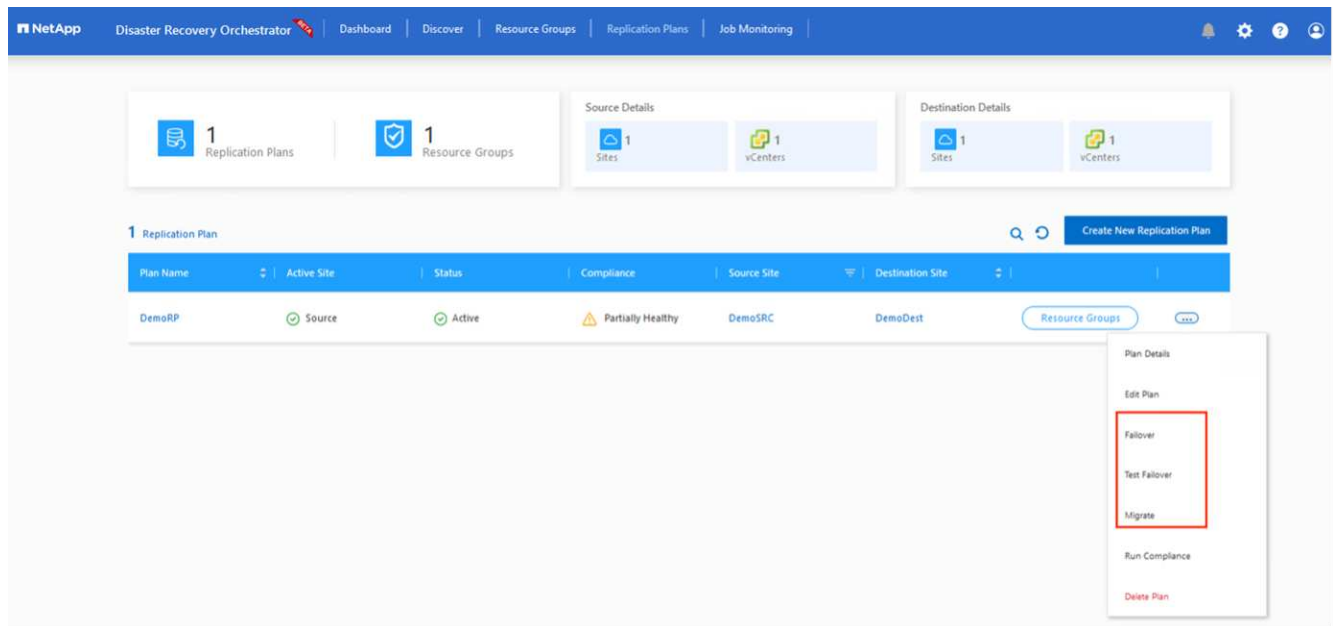 NetApp
Disaster Recovery Orchestrator
Dashboard
Discover
Resource Groups
Replication Plans
Job Monitoring
1
Replication Plans
1
Resource Groups
Source Details
1
Sites
1
vCenters
Destination Details
1
Sites
1
vCenters
1 Replication Plan
Create New Replication Plan
Plan Name
Active Site
Status
Compliance
Source Site
Destination Site
DemoRP
Source
Active
Partially Healthy
DemoSRC
DemoDest
Resource Groups
...
Plan Details
Edit Plan
Failover
Test Failover
Migrate
Run Compliance
Delete Plan